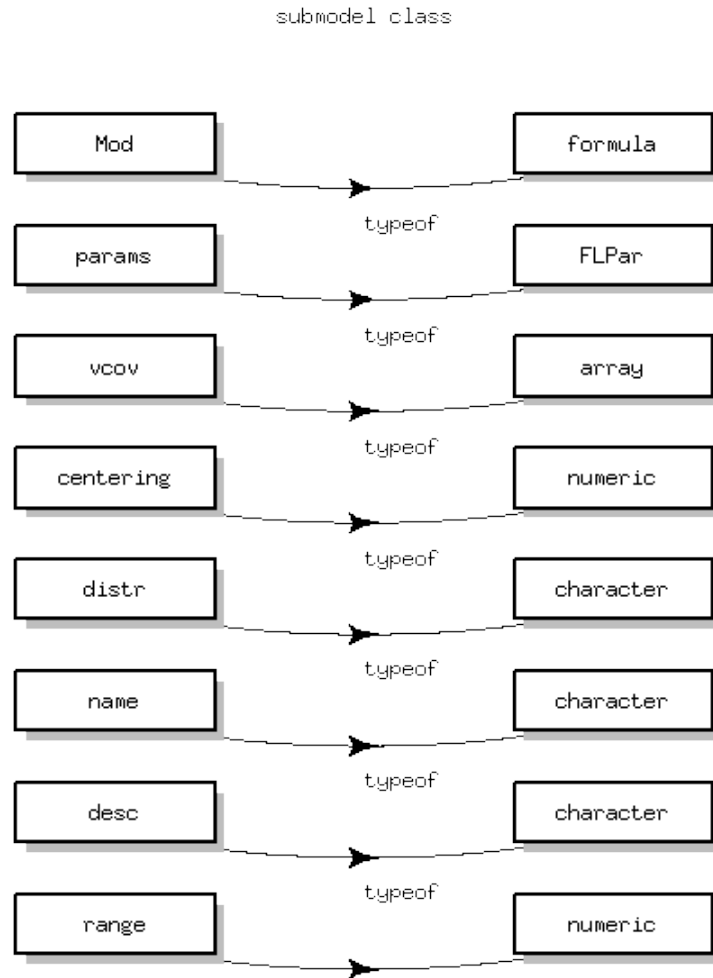 submodel class
Mod
formula
typeof
params
FLPar
typeof
vcov
array
typeof
centering
numeric
typeof
distr
character
typeof
name
character
typeof
desc
character
typeof
range
numeric